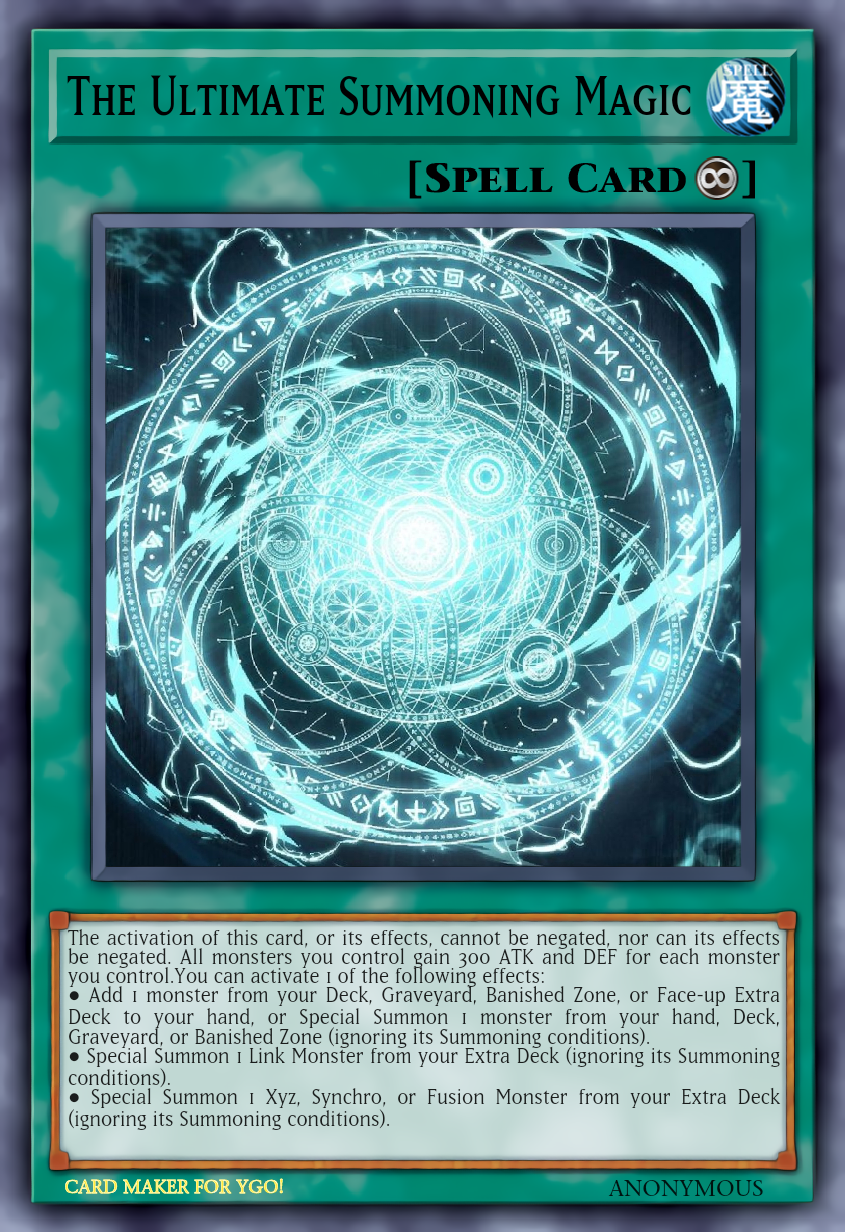 The Ultimate Summoning Magic
SPELL
魔
[Spell Card ♾]
The activation of this card, or its effects, cannot be negated, nor can its effects
be negated. All monsters you control gain 300 ATK and DEF for each monster
you control.You can activate 1 of the following effects:
● Add 1 monster from your Deck, Graveyard, Banished Zone, or Face-up Extra
Deck to your hand, or Special Summon 1 monster from your hand, Deck,
Graveyard, or Banished Zone (ignoring its Summoning conditions).
● Special Summon 1 Link Monster from your Extra Deck (ignoring its Summoning
conditions).
● Special Summon 1 Xyz, Synchro, or Fusion Monster from your Extra Deck
(ignoring its Summoning conditions).
CARD MAKER FOR YGO!
ANONYMOUS